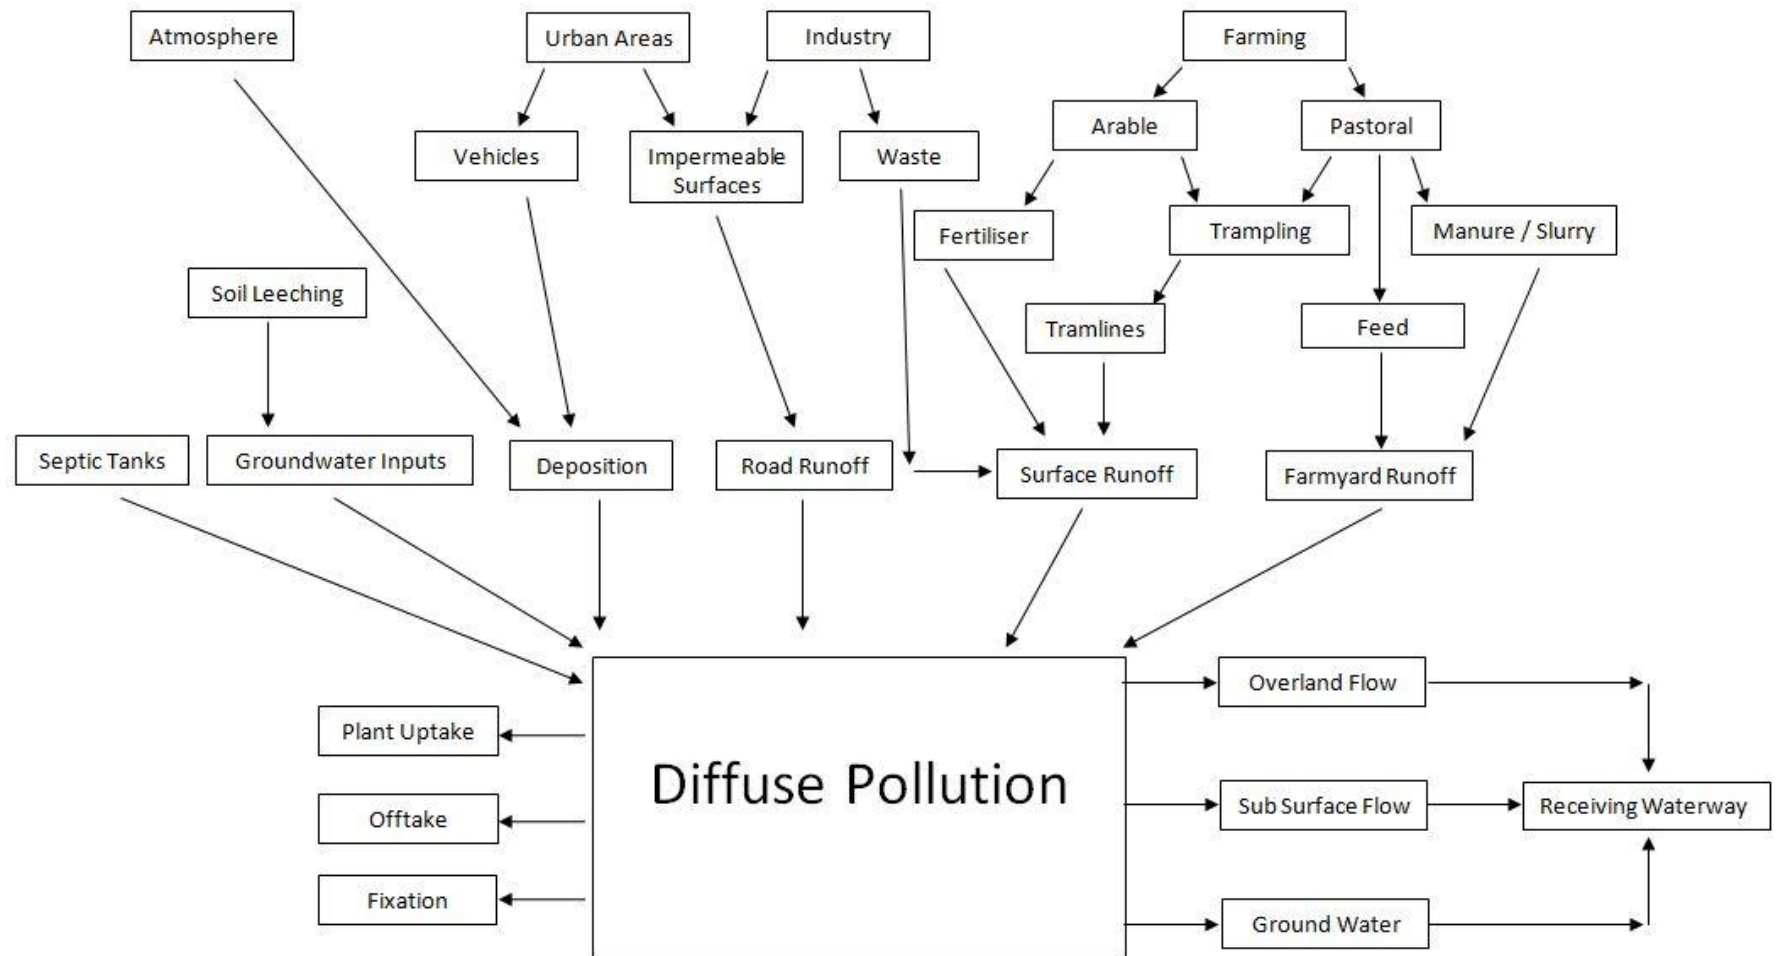 Atmosphere
Urban Areas
Industry
Farming
Vehicles
Impermeable
Surfaces
Waste
Arable
Pastoral
Fertiliser
Trampling
Manure / Slurry
Soil Leeching
Tramlines
Feed
Septic Tanks
Groundwater Inputs
Deposition
Road Runoff
Surface Runoff
Farmyard Runoff
Diffuse Pollution
Plant Uptake
Offtake
Fixation
Overland Flow
Sub Surface Flow
Receiving Waterway
Ground Water